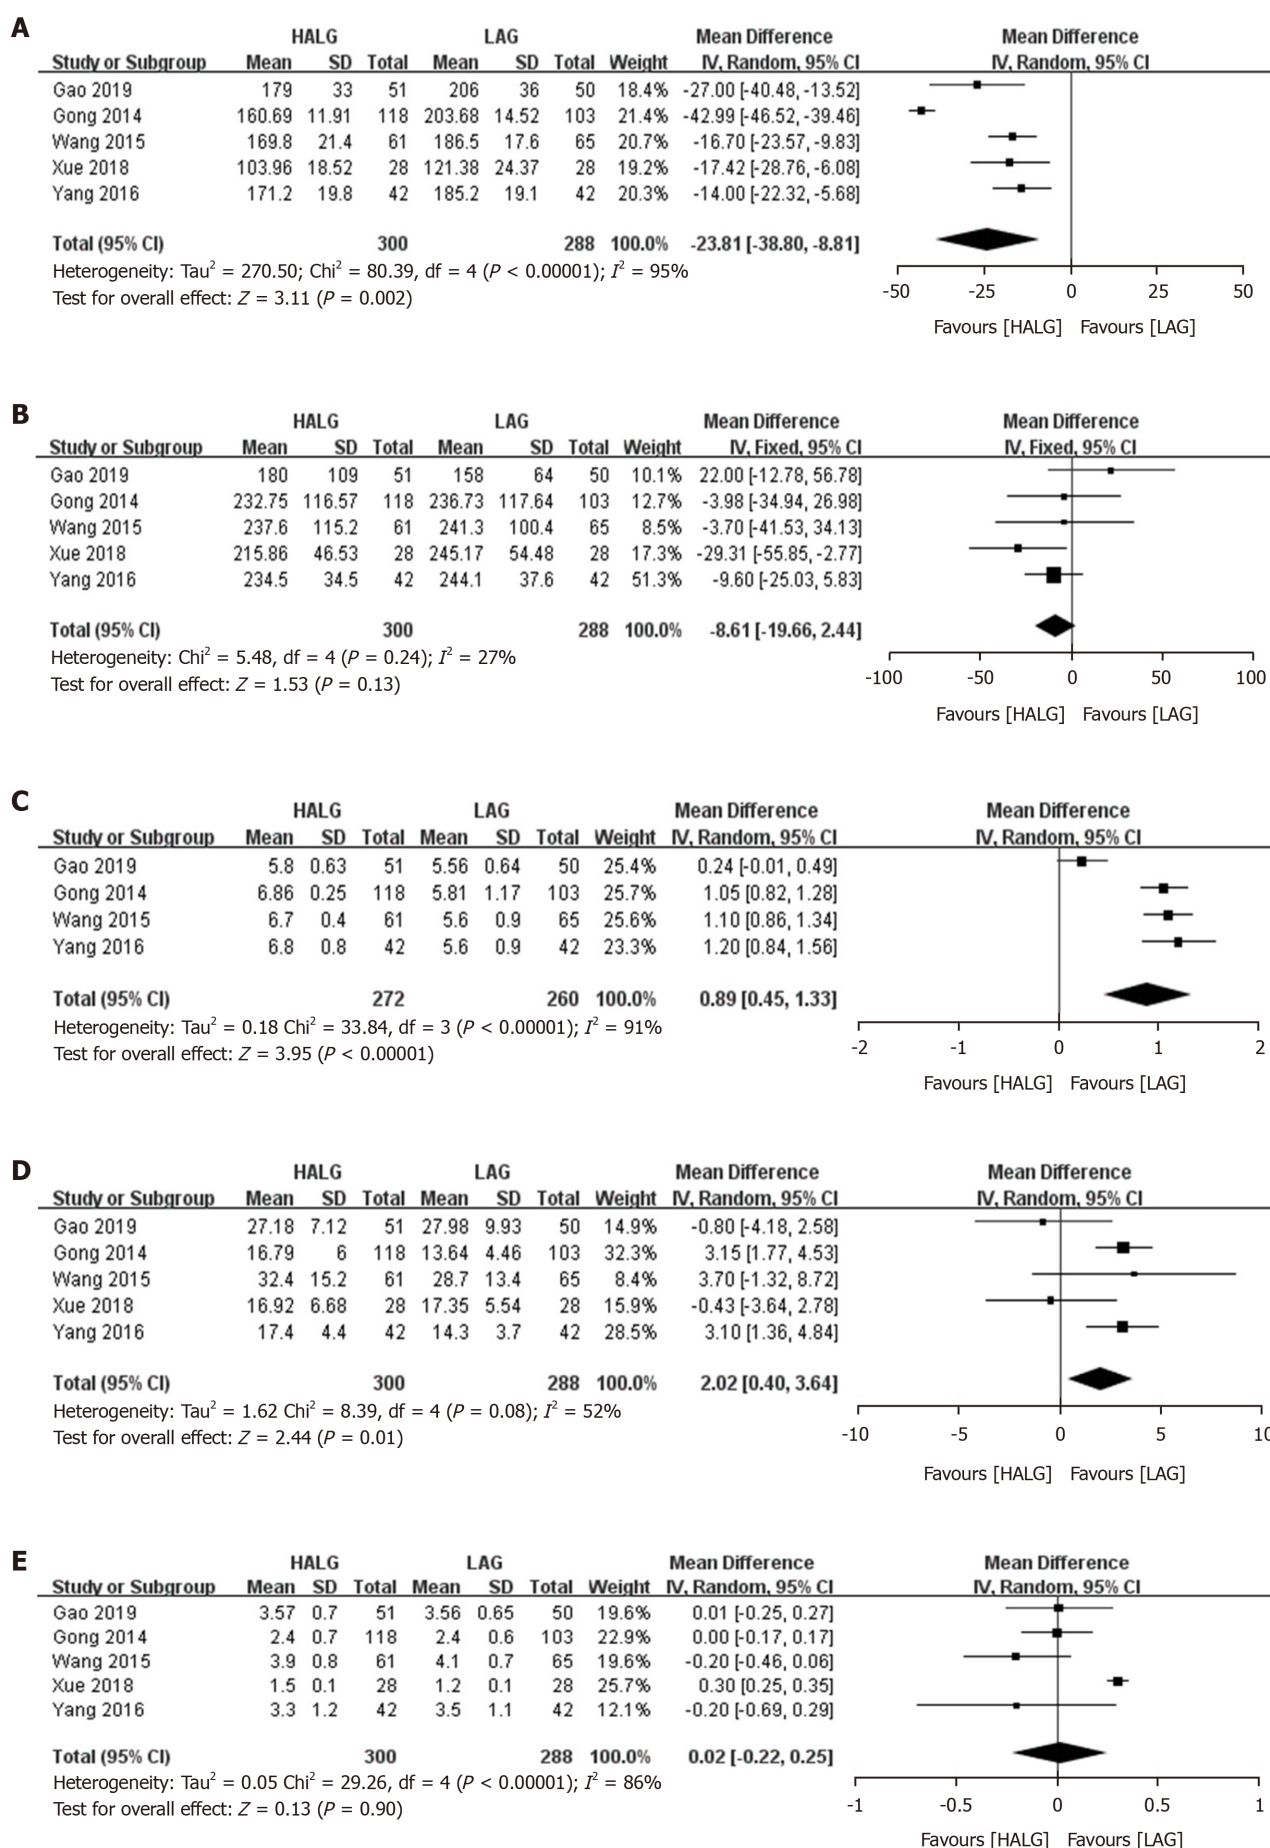 A
HALG LAG Mean Difference Mean Difference
Study or Subgroup Mean SD Total Mean SD Total Weight IV, Random, 95% CI IV, Random, 95% CI
Gao 2019 179 33 51 206 36 50 18.4% -27.00 [-40.48, -13.52]
Gong 2014 160.69 11.91 118 203.68 14.52 103 21.4% -42.99 [-46.52, -39.46]
Wang 2015 169.8 21.4 61 186.5 17.6 65 20.7% -16.70 [-23.57, -9.83]
Xue 2018 103.96 18.52 28 121.38 24.37 28 19.2% -17.42 [-28.76, -6.08]
Yang 2016 171.2 19.8 42 185.2 19.1 42 20.3% -14.00 [-22.32, -5.68]
Total (95% CI) 300 288 100.0% -23.81 [-38.80, -8.81]
Heterogeneity: Tau² = 270.50; Chi² = 80.39, df = 4 (P < 0.00001); I² = 95%
Test for overall effect: Z = 3.11 (P = 0.002)
-50 -25 0 25 50
Favours [HALG] Favours [LAG]
B
HALG LAG Mean Difference Mean Difference
Study or Subgroup Mean SD Total Mean SD Total Weight IV, Fixed, 95% CI IV, Fixed, 95% CI
Gao 2019 180 109 51 158 64 50 10.1% 22.00 [-12.78, 56.78]
Gong 2014 232.75 116.57 118 236.73 117.64 103 12.7% -3.98 [-34.94, 26.98]
Wang 2015 237.6 115.2 61 241.3 100.4 65 8.5% -3.70 [-41.53, 34.13]
Xue 2018 215.86 46.53 28 245.17 54.48 28 17.3% -29.31 [-55.85, -2.77]
Yang 2016 234.5 34.5 42 244.1 37.6 42 51.3% -9.60 [-25.03, 5.83]
Total (95% CI) 300 288 100.0% -8.61 [-19.66, 2.44]
Heterogeneity: Chi² = 5.48, df = 4 (P = 0.24); I² = 27%
Test for overall effect: Z = 1.53 (P = 0.13)
-100 -50 0 50 100
Favours [HALG] Favours [LAG]
C
HALG LAG Mean Difference Mean Difference
Study or Subgroup Mean SD Total Mean SD Total Weight IV, Random, 95% CI IV, Random, 95% CI
Gao 2019 5.8 0.63 51 5.56 0.64 50 25.4% 0.24 [-0.01, 0.49]
Gong 2014 6.86 0.25 118 5.81 1.17 103 25.7% 1.05 [0.82, 1.28]
Wang 2015 6.7 0.4 61 5.6 0.9 65 25.6% 1.10 [0.86, 1.34]
Yang 2016 6.8 0.8 42 5.6 0.9 42 23.3% 1.20 [0.84, 1.56]
Total (95% CI) 272 260 100.0% 0.89 [0.45, 1.33]
Heterogeneity: Tau² = 0.18 Chi² = 33.84, df = 3 (P < 0.00001); I² = 91%
Test for overall effect: Z = 3.95 (P < 0.00001)
-2 -1 0 1 2
Favours [HALG] Favours [LAG]
D
HALG LAG Mean Difference Mean Difference
Study or Subgroup Mean SD Total Mean SD Total Weight IV, Random, 95% CI IV, Random, 95% CI
Gao 2019 27.18 7.12 51 27.98 9.93 50 14.9% -0.80 [-4.18, 2.58]
Gong 2014 16.79 6 118 13.64 4.46 103 32.3% 3.15 [1.77, 4.53]
Wang 2015 32.4 15.2 61 28.7 13.4 65 8.4% 3.70 [-1.32, 8.72]
Xue 2018 16.92 6.68 28 17.35 5.54 28 15.9% -0.43 [-3.64, 2.78]
Yang 2016 17.4 4.4 42 14.3 3.7 42 28.5% 3.10 [1.36, 4.84]
Total (95% CI) 300 288 100.0% 2.02 [0.40, 3.64]
Heterogeneity: Tau² = 1.62 Chi² = 8.39, df = 4 (P = 0.08); I² = 52%
Test for overall effect: Z = 2.44 (P = 0.01)
-10 -5 0 5 10
Favours [HALG] Favours [LAG]
E
HALG LAG Mean Difference Mean Difference
Study or Subgroup Mean SD Total Mean SD Total Weight IV, Random, 95% CI IV, Random, 95% CI
Gao 2019 3.57 0.7 51 3.56 0.65 50 19.6% 0.01 [-0.25, 0.27]
Gong 2014 2.4 0.7 118 2.4 0.6 103 22.9% 0.00 [-0.17, 0.17]
Wang 2015 3.9 0.8 61 4.1 0.7 65 19.6% -0.20 [-0.46, 0.06]
Xue 2018 1.5 0.1 28 1.2 0.1 28 25.7% 0.30 [0.25, 0.35]
Yang 2016 3.3 1.2 42 3.5 1.1 42 12.1% -0.20 [-0.69, 0.29]
Total (95% CI) 300 288 100.0% 0.02 [-0.22, 0.25]
Heterogeneity: Tau² = 0.05 Chi² = 29.26, df = 4 (P < 0.00001); I² = 86%
Test for overall effect: Z = 0.13 (P = 0.90)
-1 -0.5 0 0.5 1
Favours [HALG] Favours [LAG]